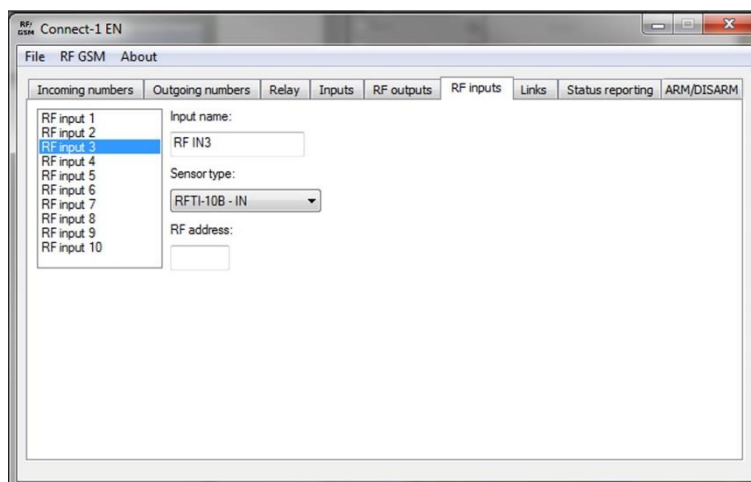 RF/GSM Connect-1 EN
File RF GSM About
Incoming numbers Outgoing numbers Relay Inputs RF outputs RF inputs Links Status reporting ARM/DISARM
RF input 1
RF input 2
RF input 3
RF input 4
RF input 5
RF input 6
RF input 7
RF input 8
RF input 9
RF input 10
Input name:
RF IN3
Sensor type:
RFTI-10B - IN
RF address: